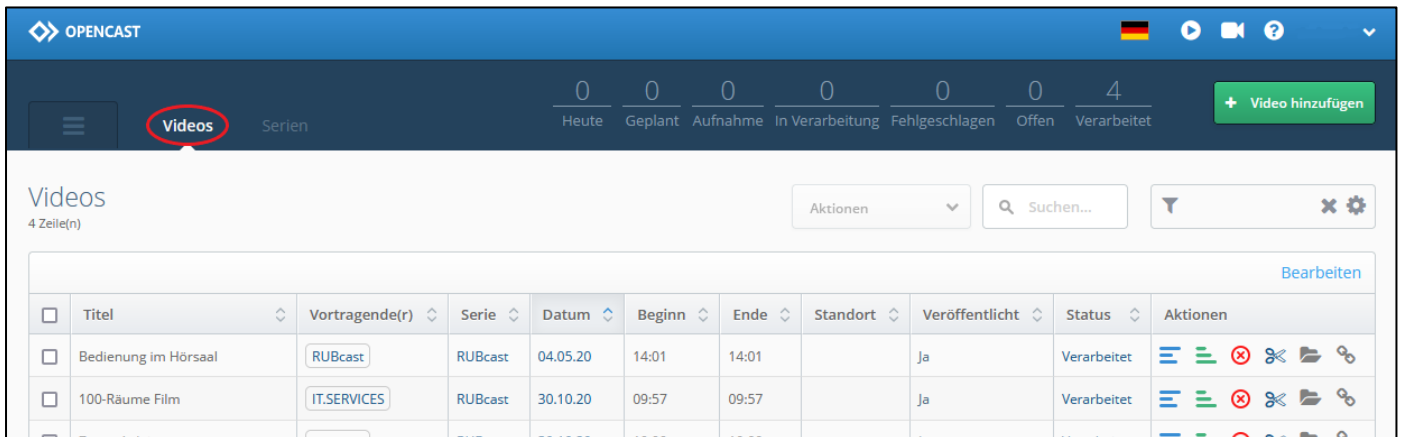 OPENCAST
Videos Serien
0 Heute
0 Geplant
0 Aufnahme
0 In Verarbeitung
0 Fehlgeschlagen
0 Offen
4 Verarbeitet
+ Video hinzufügen
Videos
4 Zeile(n)
Aktionen
Suchen...
Bearbeiten
Titel Vortragende(r) Serie Datum Beginn Ende Standort Veröffentlicht Status Aktionen
Bedienung im Hörsaal RUBcast RUBcast 04.05.20 14:01 14:01 Ja Verarbeitet
100-Räume Film IT.SERVICES RUBcast 30.10.20 09:57 09:57 Ja Verarbeitet